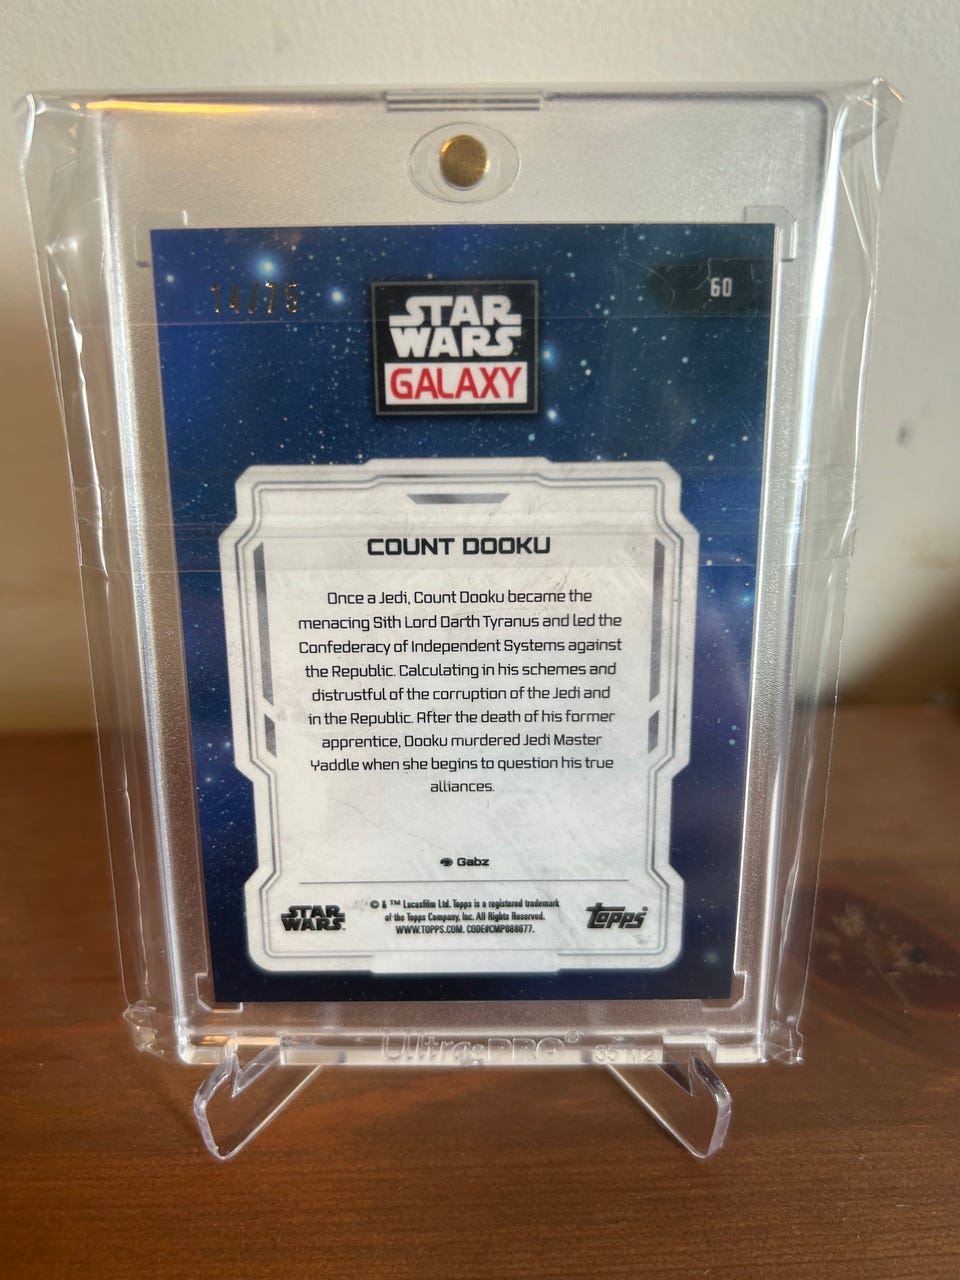 14/75
60
STAR
WARS
GALAXY
COUNT DOOKU
Once a Jedi, Count Dooku became the
menacing Sith Lord Darth Tyranus and led the
Confederacy of Independent Systems against
the Republic. Calculating in his schemes and
distrustful of the corruption of the Jedi and
in the Republic. After the death of his former
apprentice, Dooku murdered Jedi Master
Yaddle when she begins to question his true
alliances.
Gabz
STAR
WARS
© & ™ Lucasfilm Ltd. Topps is a registered trademark
of the Topps Company, Inc. All Rights Reserved.
WWW.TOPPS.COM. CODE#CMP088677.
Topps
Ultra PRO®